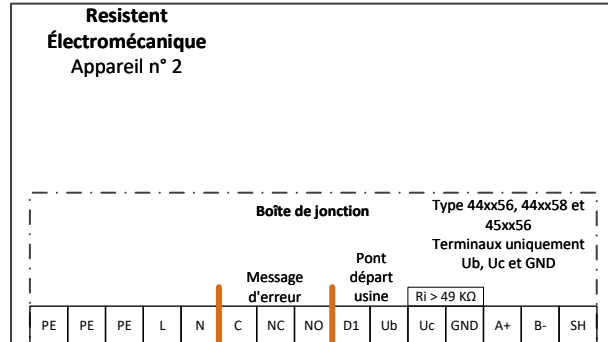 Resistent
Électromécanique
Appareil n° 2
Boîte de jonction
Type 44xx56, 44xx58 et
45xx56
Terminaux uniquement
Ub, Uc et GND
Pont
départ
usine
Message
d'erreur
Ri > 49 KΩ
PE PE PE L N C NC NO D1 Ub Uc GND A+ B- SH